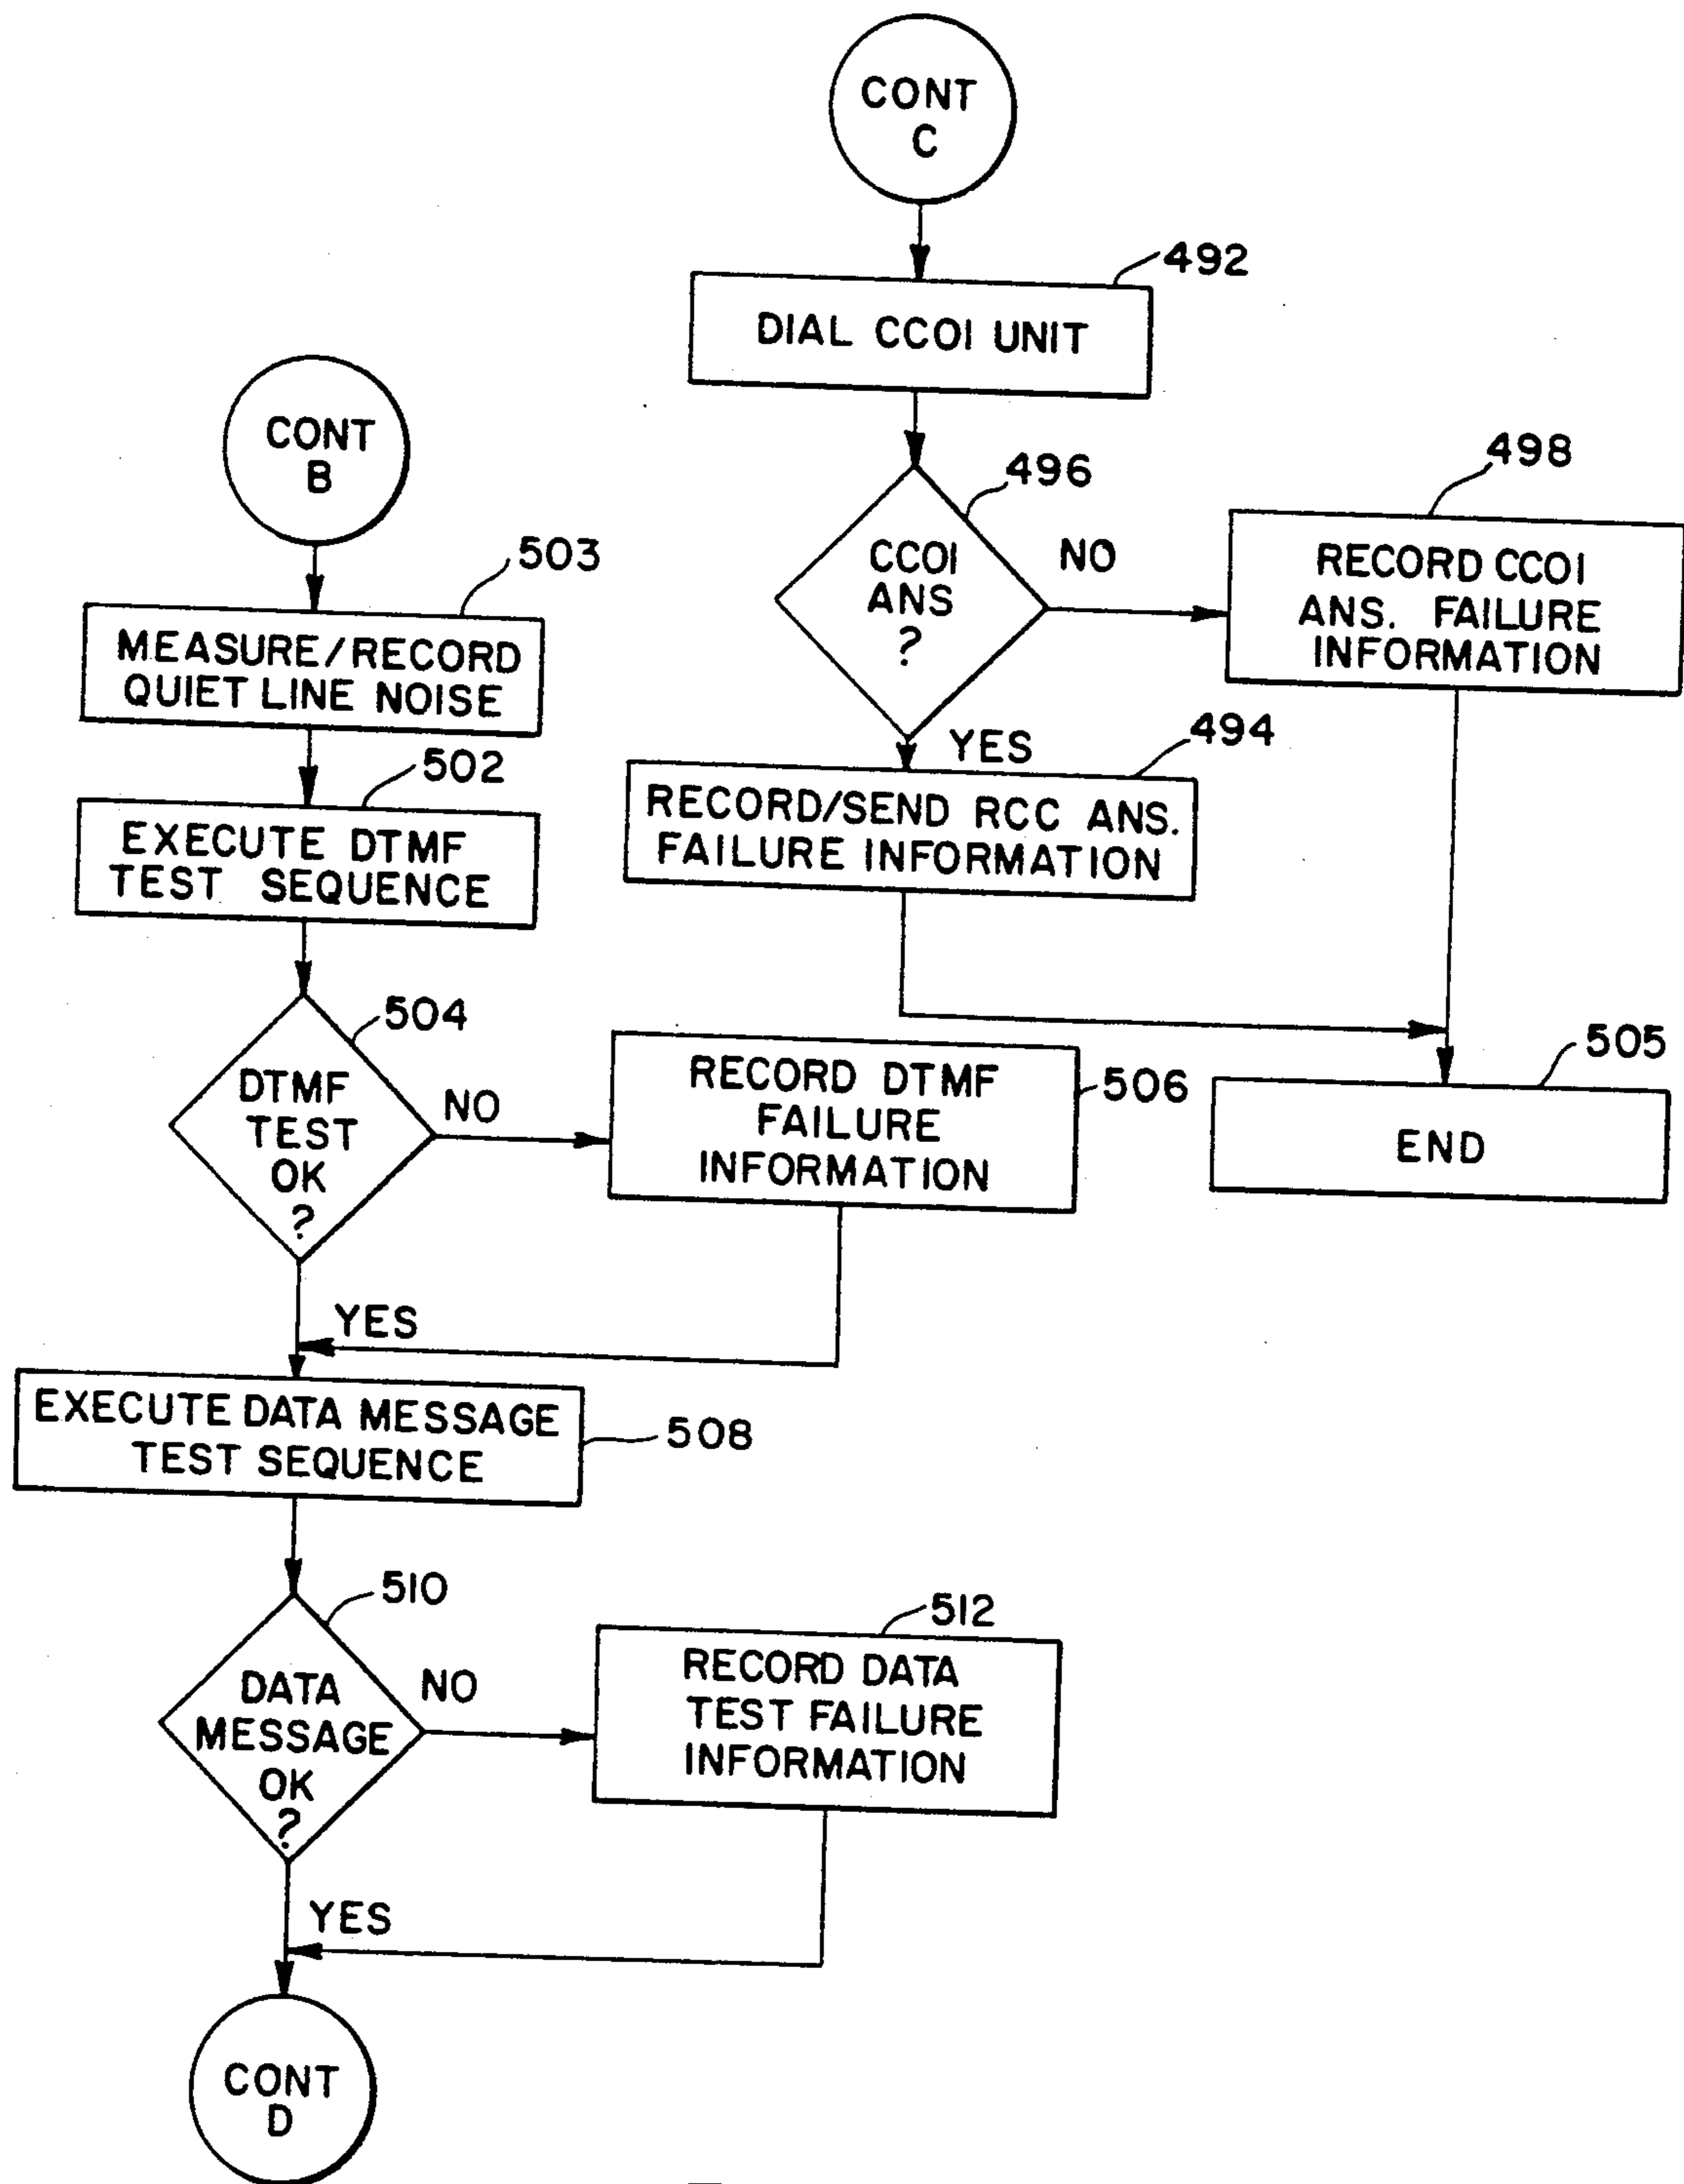 CONT
C
492
DIAL CCOI UNIT
496
CCOI
ANS
?
NO
498
RECORD CCOI
ANS. FAILURE
INFORMATION
YES
494
RECORD/SEND RCC ANS.
FAILURE INFORMATION
505
END
CONT
B
503
MEASURE/RECORD
QUIET LINE NOISE
502
EXECUTE DTMF
TEST SEQUENCE
504
DTMF
TEST
OK
?
NO
RECORD DTMF
FAILURE
INFORMATION
506
YES
EXECUTE DATA MESSAGE
TEST SEQUENCE
508
510
DATA
MESSAGE
OK
?
NO
512
RECORD DATA
TEST FAILURE
INFORMATION
YES
CONT
D